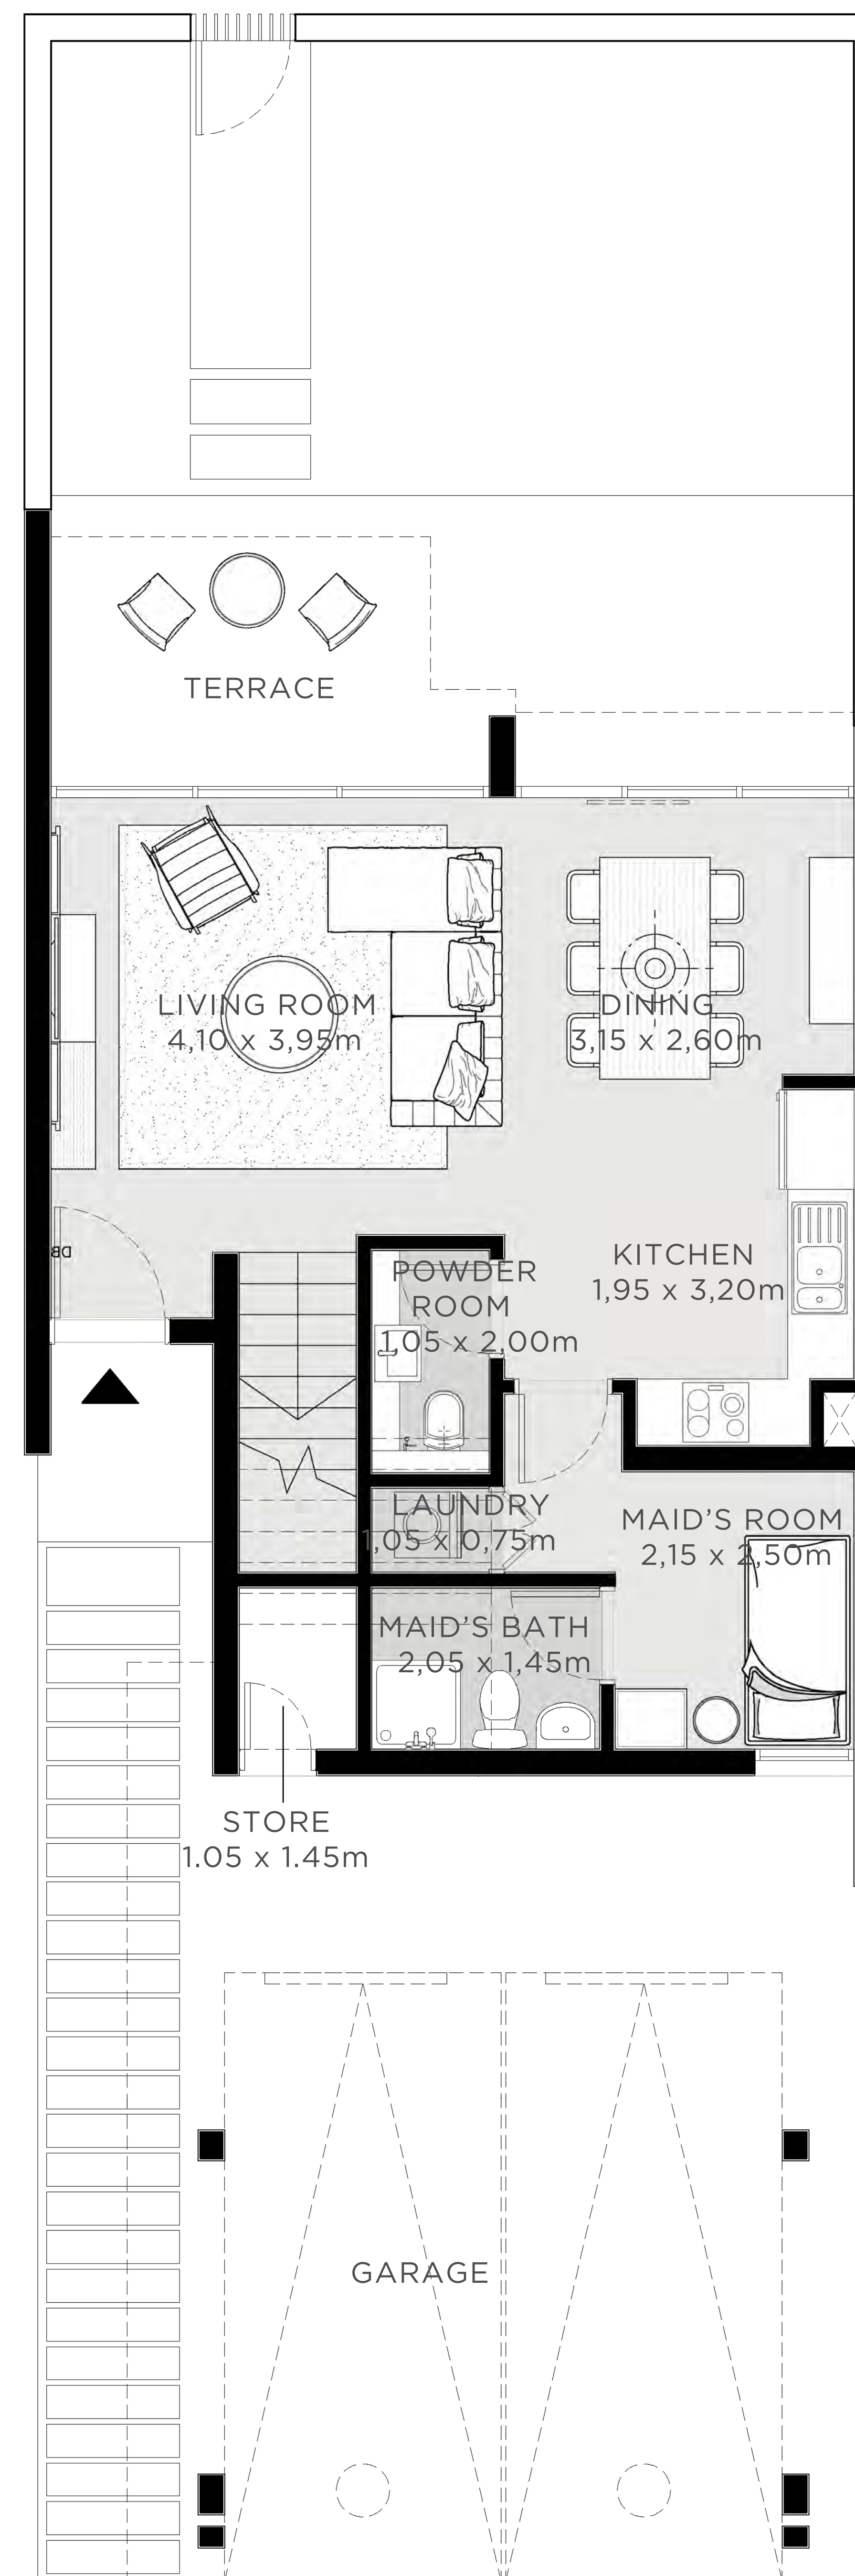 TERRACE
LIVING ROOM
4,10 x 3,95m
DINING
3,15 x 2,60m
DB
KITCHEN
1,95 x 3,20m
POWDER
ROOM
1,05 x 2,00m
LAUNDRY
1,05 x 0,75m
MAID'S ROOM
2,15 x 2,50m
MAID'S BATH
2,05 x 1,45m
STORE
1.05 x 1.45m
GARAGE